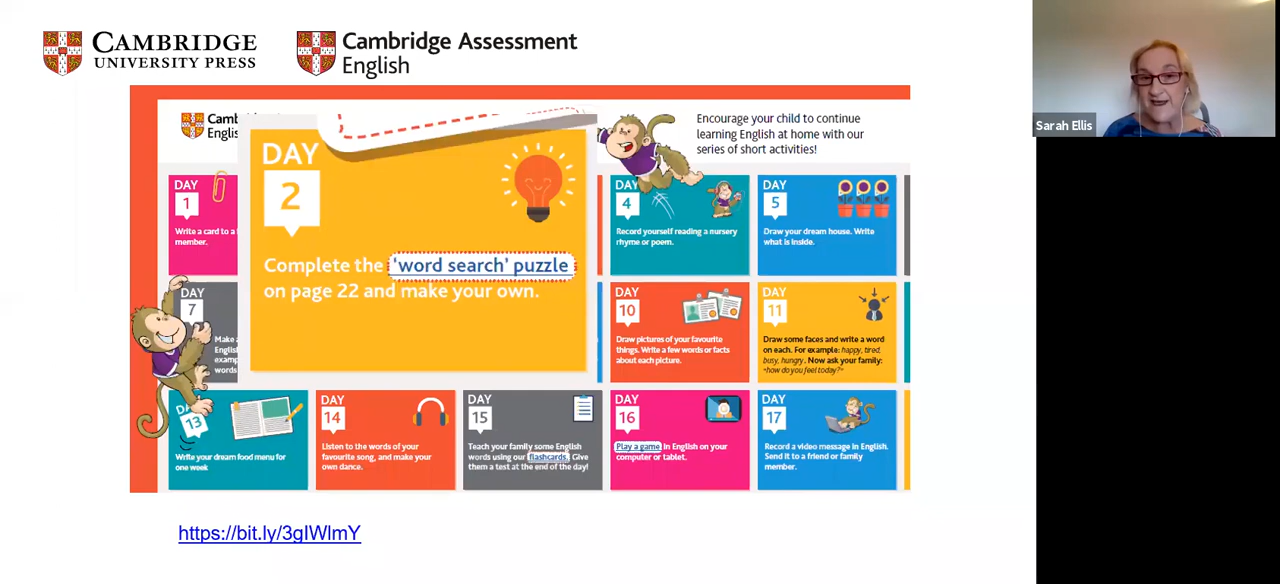 CAMBRIDGE
UNIVERSITY PRESS
Cambridge Assessment
English
Sarah Ellis
Encourage your child to continue
learning English at home with our
series of short activities!
DAY
1
Write a card to a
member.
DAY
2
Complete the 'word search' puzzle
on page 22 and make your own.
DAY
4
Record yourself reading a nursery
rhyme or poem.
DAY
5
Draw your dream house. Write
what is inside.
DAY
7
Make
English
words
DAY
10
Draw pictures of your favourite
things. Write a few words or facts
about each picture.
DAY
11
Draw some faces and write a word
on each. For example: happy, tired,
busy, hungry. Now ask your family:
"how do you feel today?"
13
Write your dream food menu for
one week
DAY
14
Listen to the words of your
favourite song, and make your
own dance.
DAY
15
Teach your family some English
words using our flashcards. Give
them a test at the end of the day!
DAY
16
Play a game in English on your
computer or tablet.
DAY
17
Record a video message in English.
Send it to a friend or family
member.
https://bit.ly/3gIWlmY